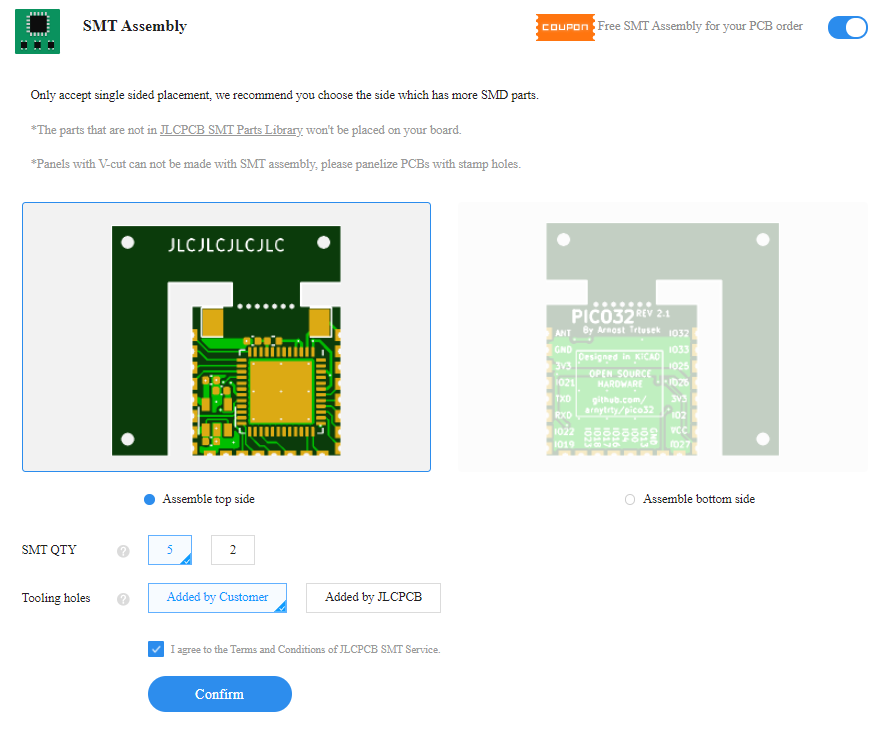 SMT Assembly
COUPON Free SMT Assembly for your PCB order
Only accept single sided placement, we recommend you choose the side which has more SMD parts.
*The parts that are not in JLCPCB SMT Parts Library won't be placed on your board.
*Panels with V-cut can not be made with SMT assembly, please panelize PCBs with stamp holes.
JLCJLCJLCJLC
PICO32 REV 2.1
By Arnost Trtusek
ANT
GND
3V3
IO21
TXD
RXD
IO22
IO19
Designed in KiCAD
OPEN SOURCE
HARDWARE
github.com/
arnytrty/pico32
IO32
IO33
IO25
IO26
3V3
IO2
VCC
IO27
IO23
IO18
IO4
IO13
GND
Assemble top side
Assemble bottom side
SMT QTY
5
2
Tooling holes
Added by Customer
Added by JLCPCB
I agree to the Terms and Conditions of JLCPCB SMT Service.
Confirm